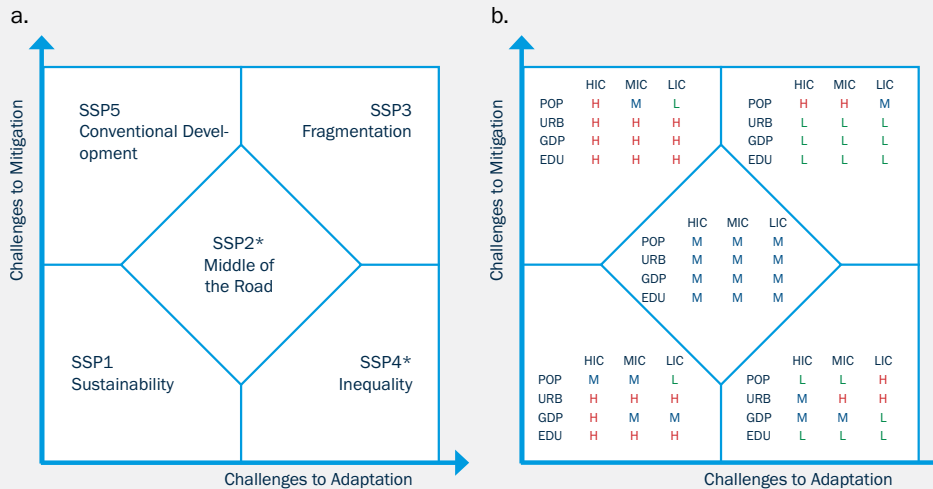 a.
Challenges to Mitigation
SSP5
Conventional Devel-
opment
SSP3
Fragmentation
SSP2*
Middle of
the Road
SSP1
Sustainability
SSP4*
Inequality
Challenges to Adaptation
b.
Challenges to Mitigation
HIC MIC LIC
POP H M L
URB H H H
GDP H H H
EDU H H H
HIC MIC LIC
POP H H M
URB L L L
GDP L L L
EDU L L L
HIC MIC LIC
POP M M M
URB M M M
GDP M M M
EDU M M M
HIC MIC LIC
POP M M L
URB H H H
GDP H M M
EDU H H H
HIC MIC LIC
POP L L H
URB M H H
GDP M M L
EDU L L L
Challenges to Adaptation